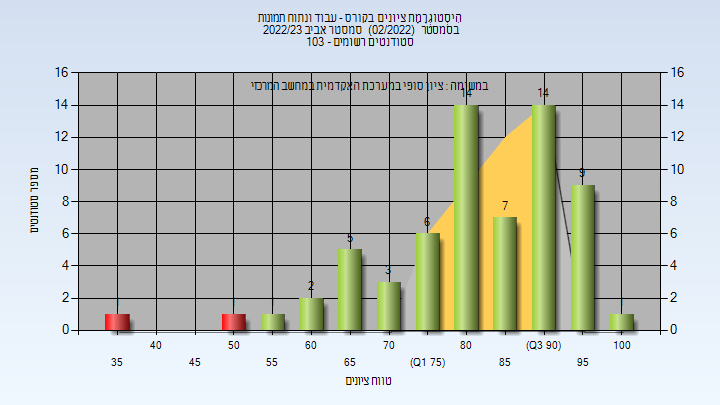 היסטוגרמת ציונים בקורס - עבוד ונתוח תמונות
בסמסטר (02/2022) סמסטר אביב 2022/23
סטודנטים רשומים - 103
במשימה : ציון סופי במערכת האקדמית במחשב המרכזי
מספר סטודנטים
16 16
14 14
12 12
10 10
8 8
6 6
4 4
2 2
0 0
2 5 3 6 14 7 14 9
40 50 60 70 80 (Q3 90) 100
35 45 55 65 (Q1 75) 85 95
טווח ציונים